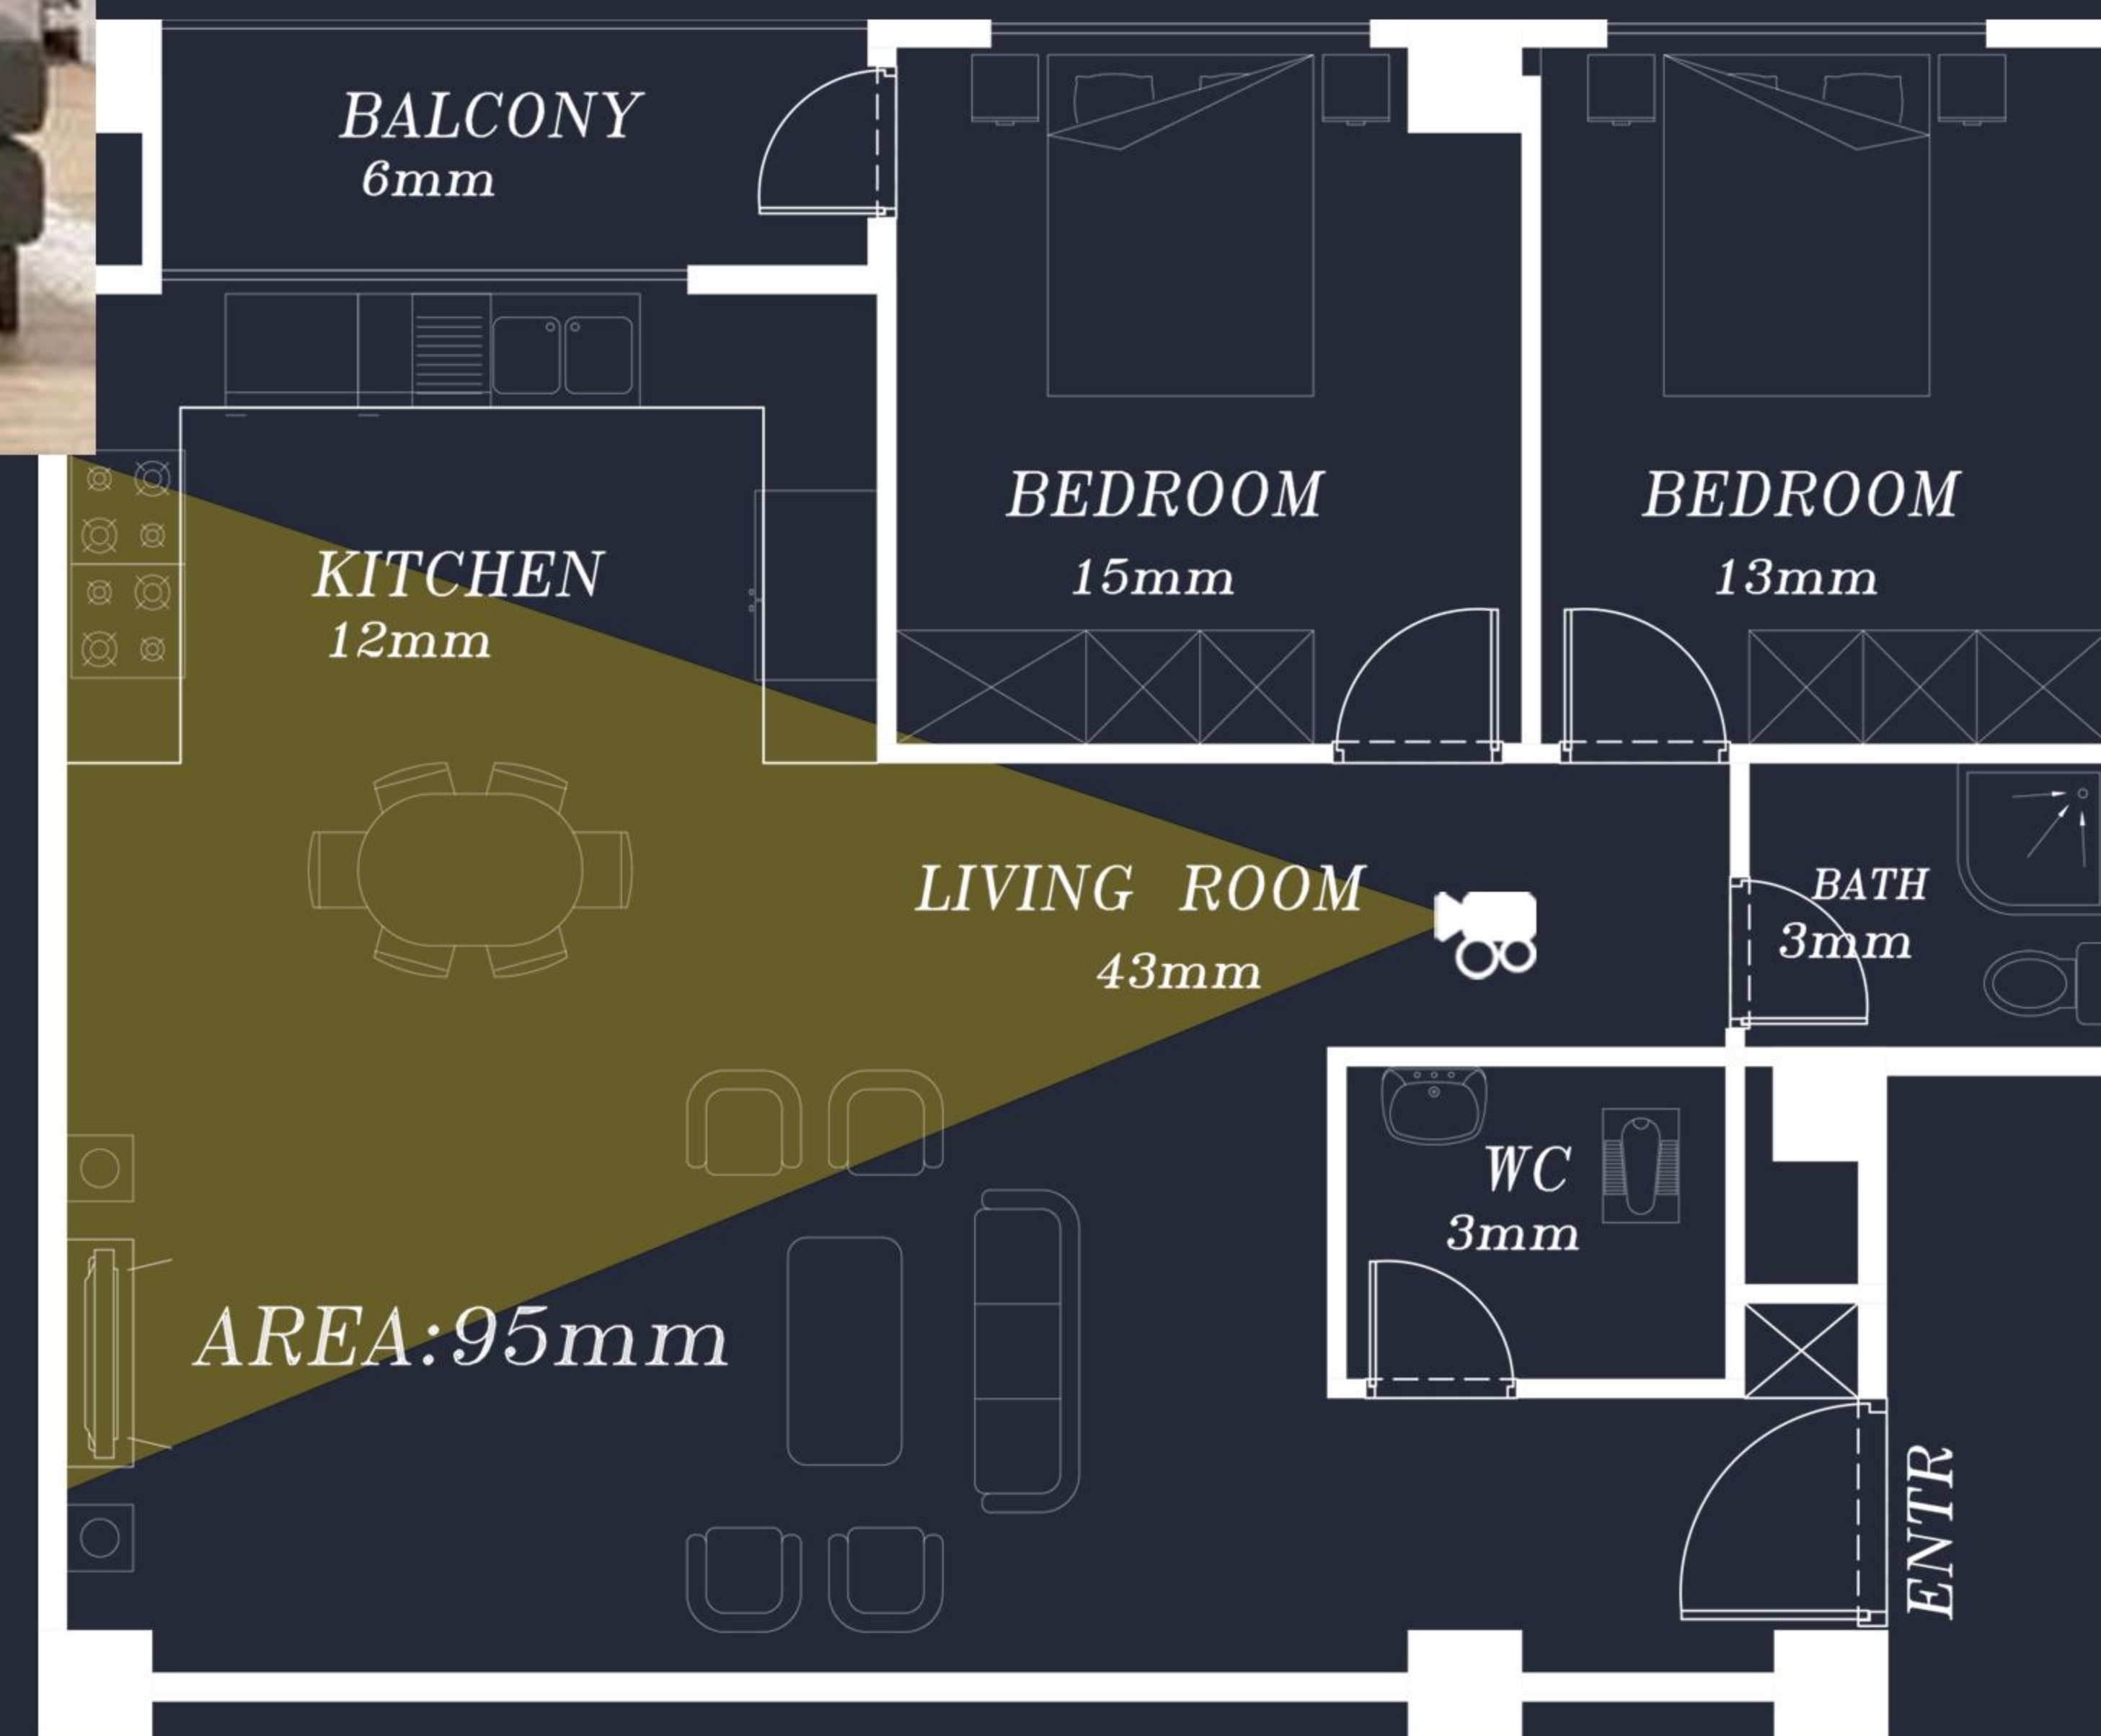 BALCONY
6mm
BEDROOM
15mm
BEDROOM
13mm
KITCHEN
12mm
LIVING ROOM
43mm
BATH
3mm
WC
3mm
AREA:95mm
ENTR